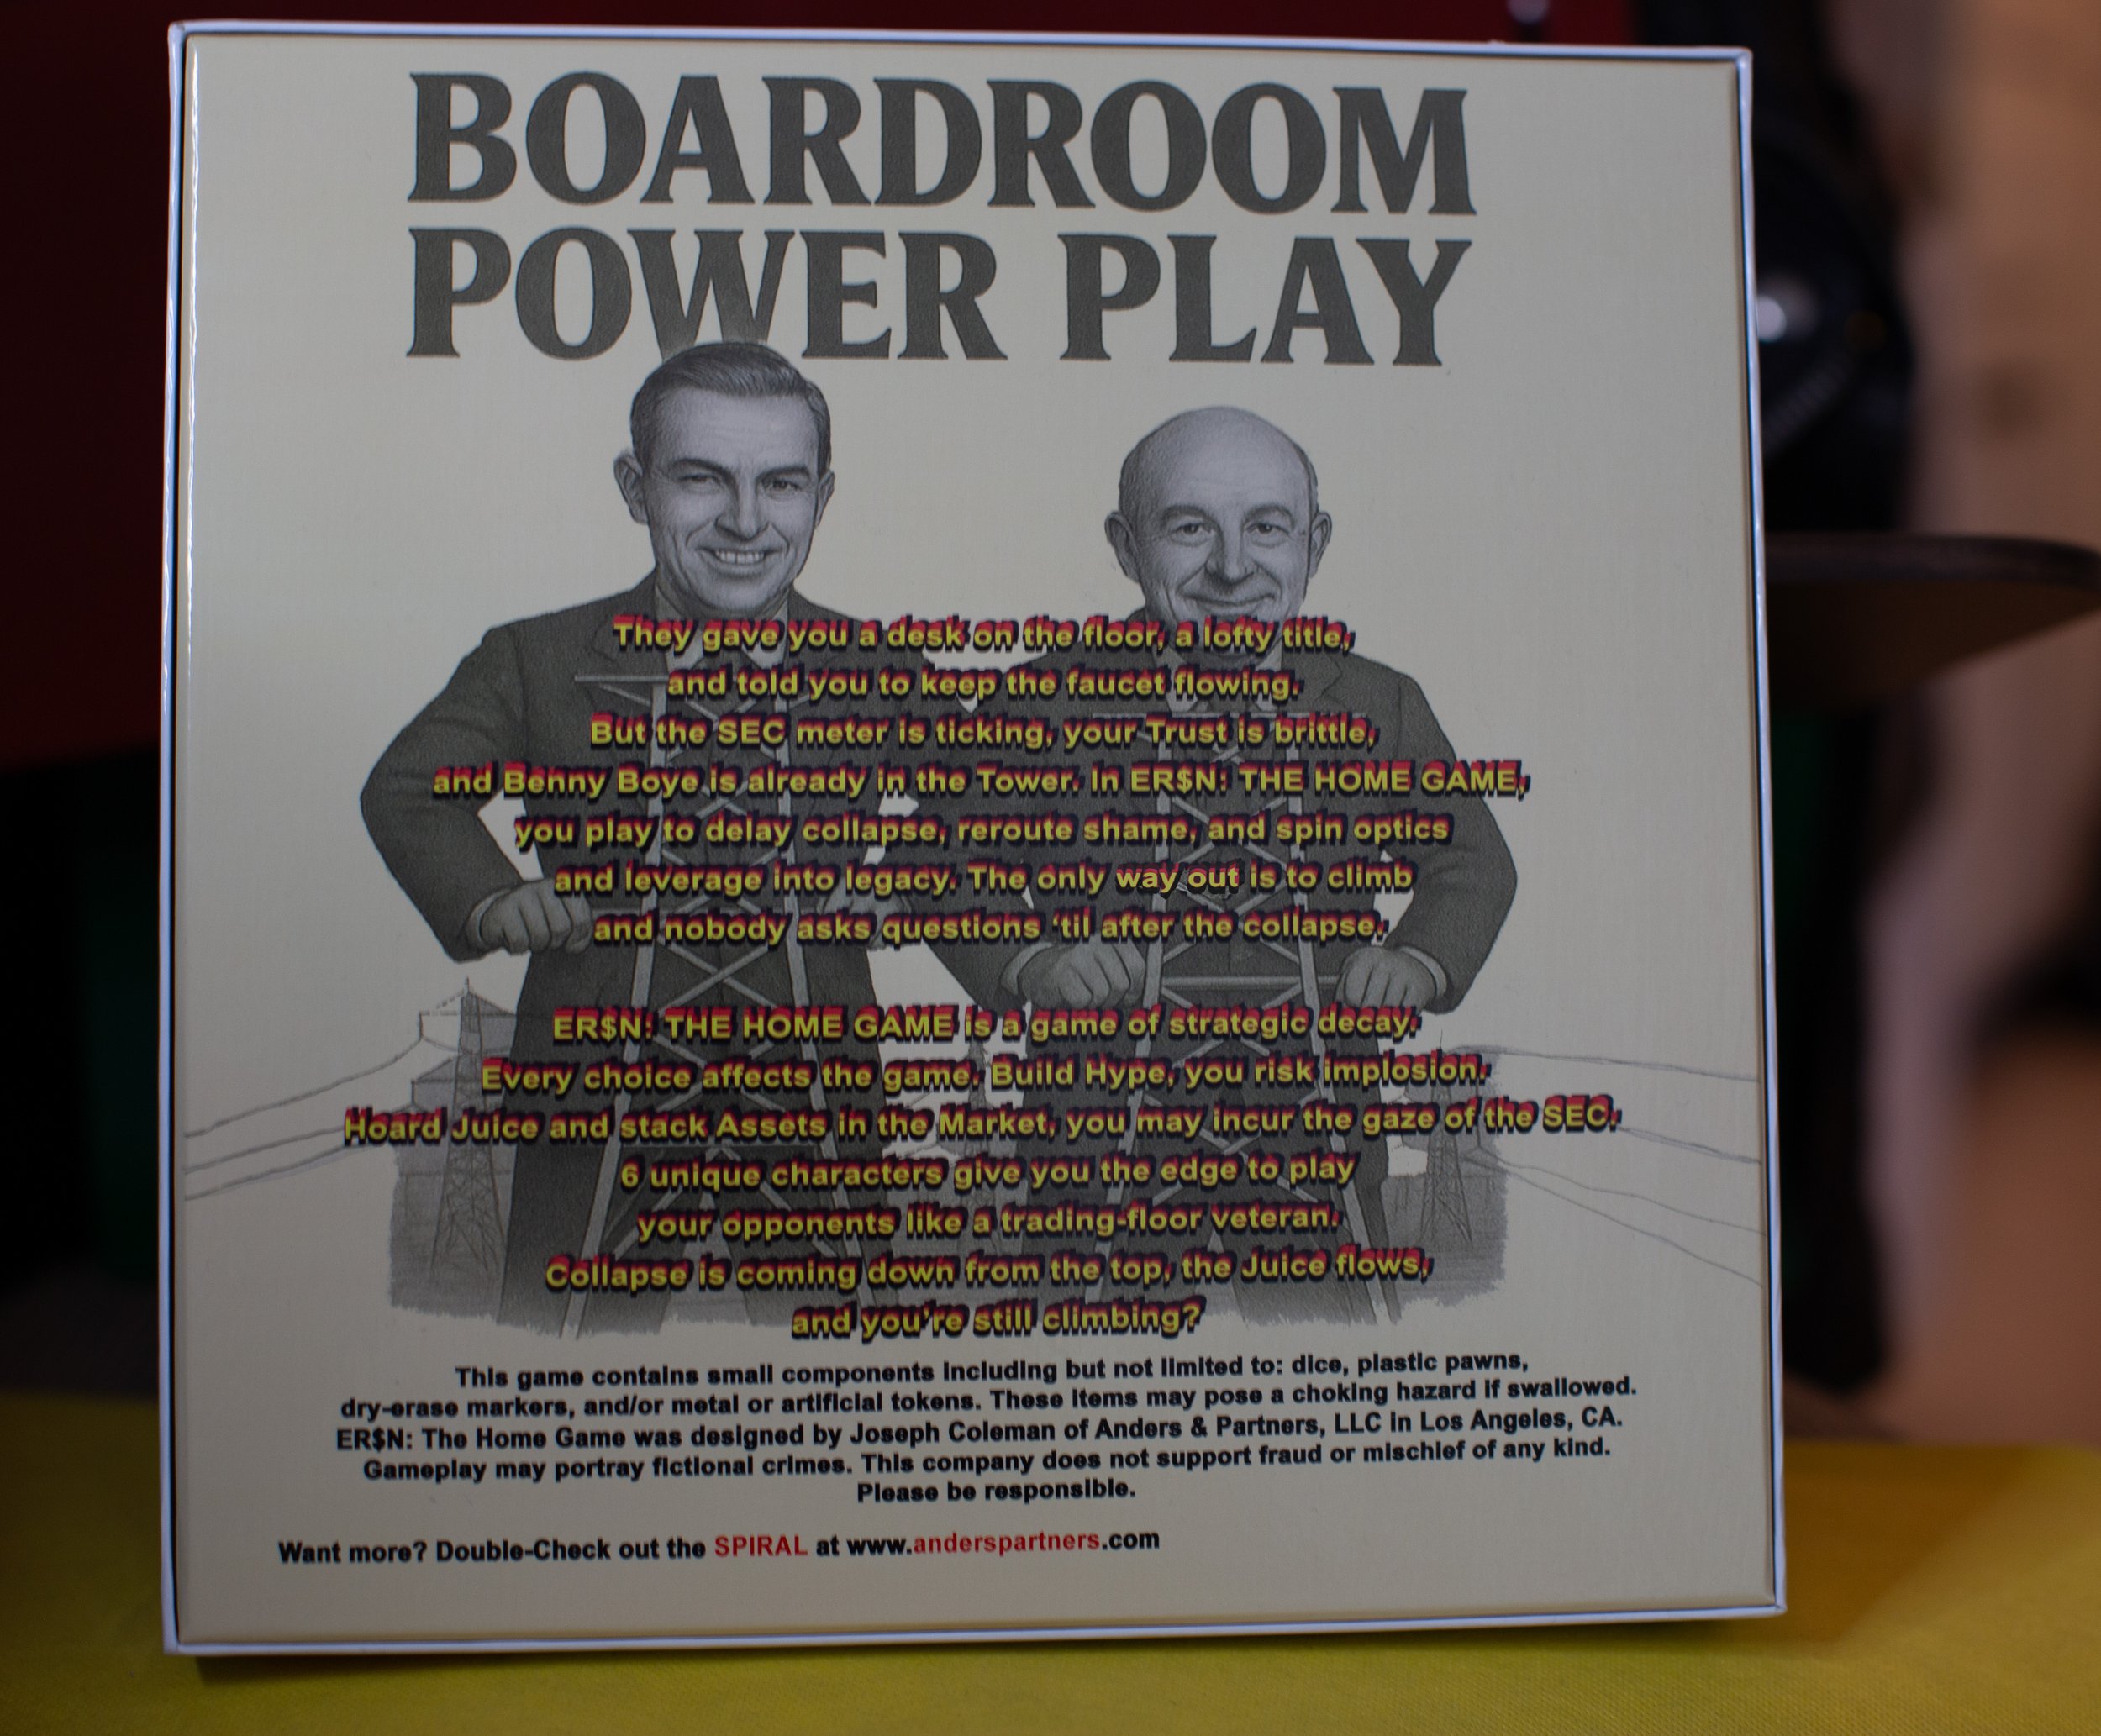 BOARDROOM
POWER PLAY
They gave you a desk on the floor, a lofty title,
and told you to keep the faucet flowing.
But the SEC meter is ticking, your Trust is brittle,
and Benny Boye is already in the Tower. In ER$N: THE HOME GAME,
you play to delay collapse, reroute shame, and spin optics
and leverage into legacy. The only way out is to climb
and nobody asks questions ‘til after the collapse.
ER$N: THE HOME GAME is a game of strategic decay.
Every choice affects the game. Build Hype, you risk implosion.
Hoard Juice and stack Assets in the Market, you may incur the gaze of the SEC.
6 unique characters give you the edge to play
your opponents like a trading-floor veteran.
Collapse is coming down from the top, the Juice flows,
and you’re still climbing?
This game contains small components including but not limited to: dice, plastic pawns,
dry-erase markers, and/or metal or artificial tokens. These items may pose a choking hazard if swallowed.
ER$N: The Home Game was designed by Joseph Coleman of Anders & Partners, LLC in Los Angeles, CA.
Gameplay may portray fictional crimes. This company does not support fraud or mischief of any kind.
Please be responsible.
Want more? Double-Check out the SPIRAL at www.anderspartners.com